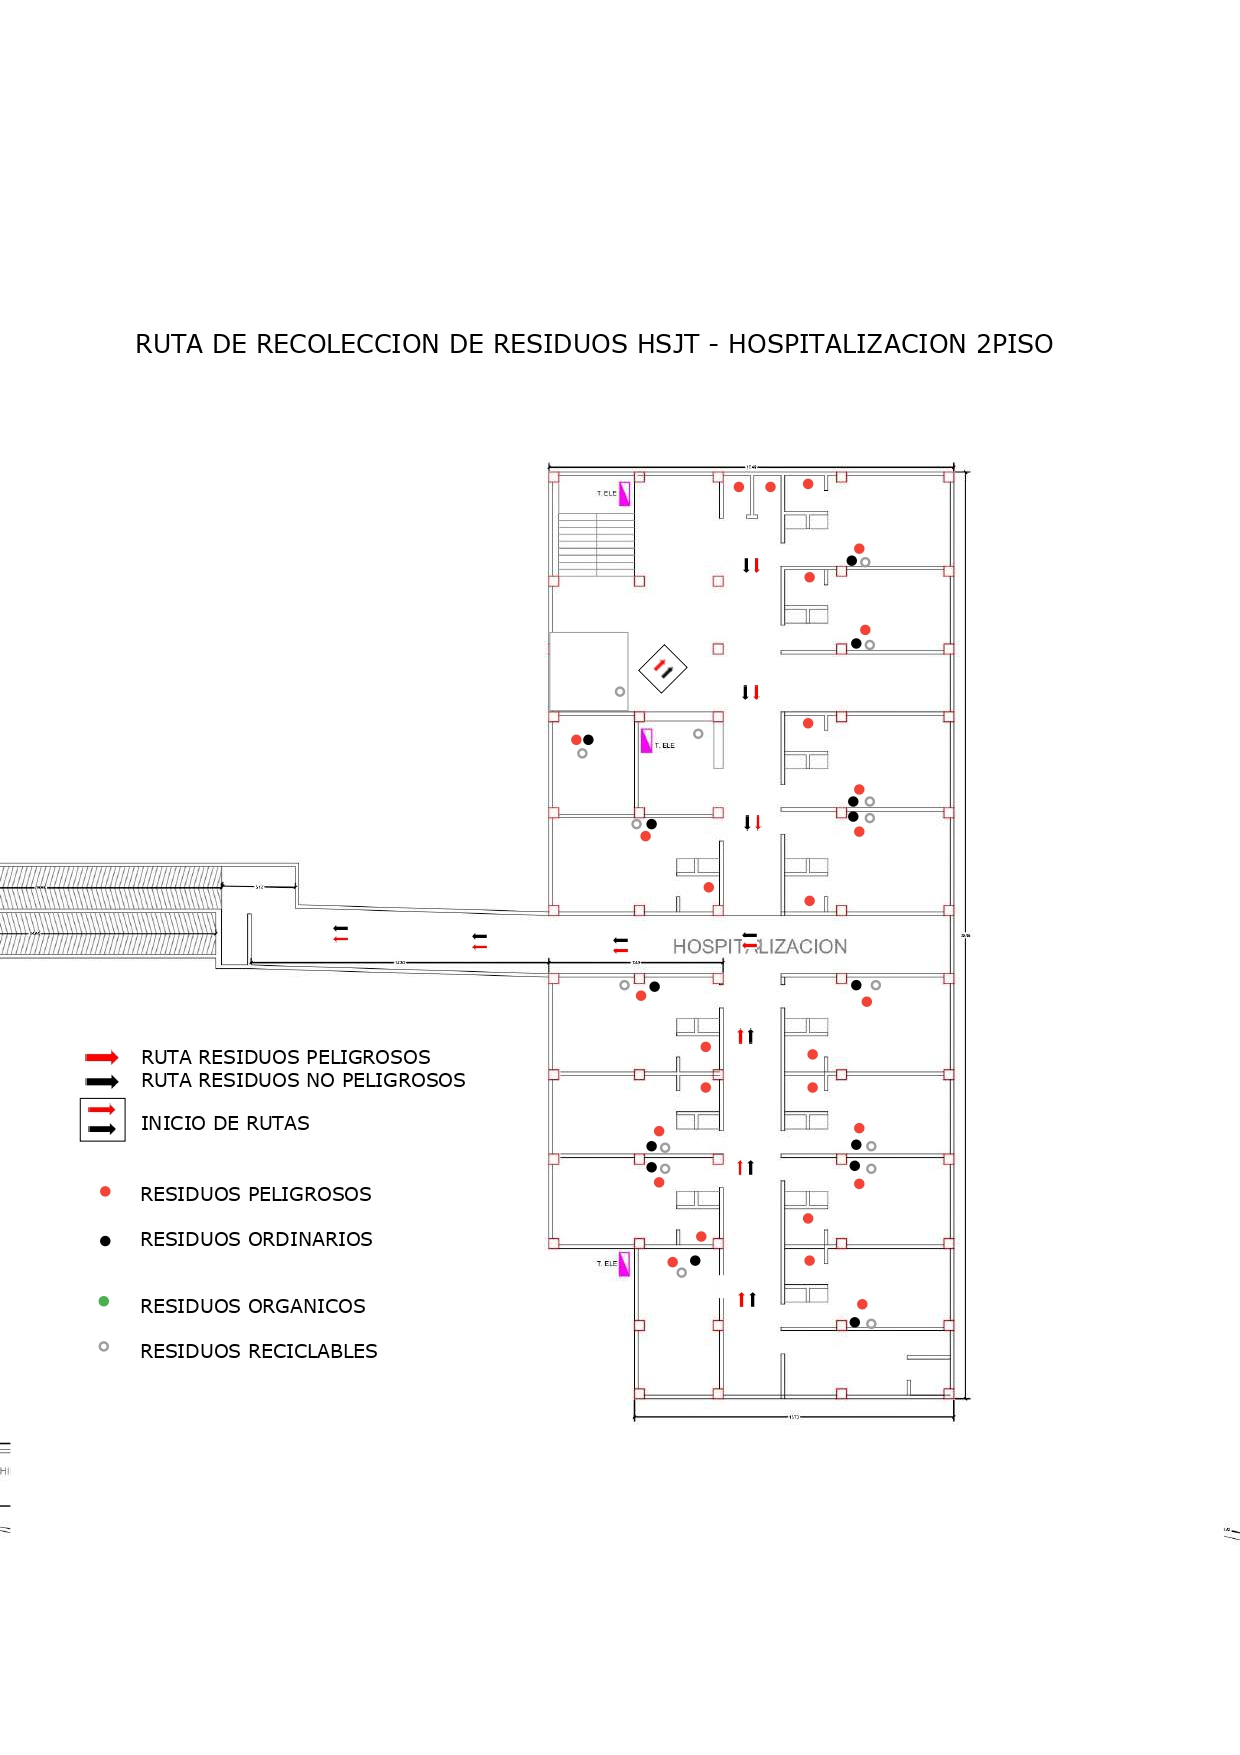 RUTA DE RECOLECCION DE RESIDUOS HSJT - HOSPITALIZACION 2PISO
T. ELE
T. ELE
HOSPITALIZACION
RUTA RESIDUOS PELIGROSOS
RUTA RESIDUOS NO PELIGROSOS
INICIO DE RUTAS
RESIDUOS PELIGROSOS
RESIDUOS ORDINARIOS
T. ELE
RESIDUOS ORGANICOS
RESIDUOS RECICLABLES